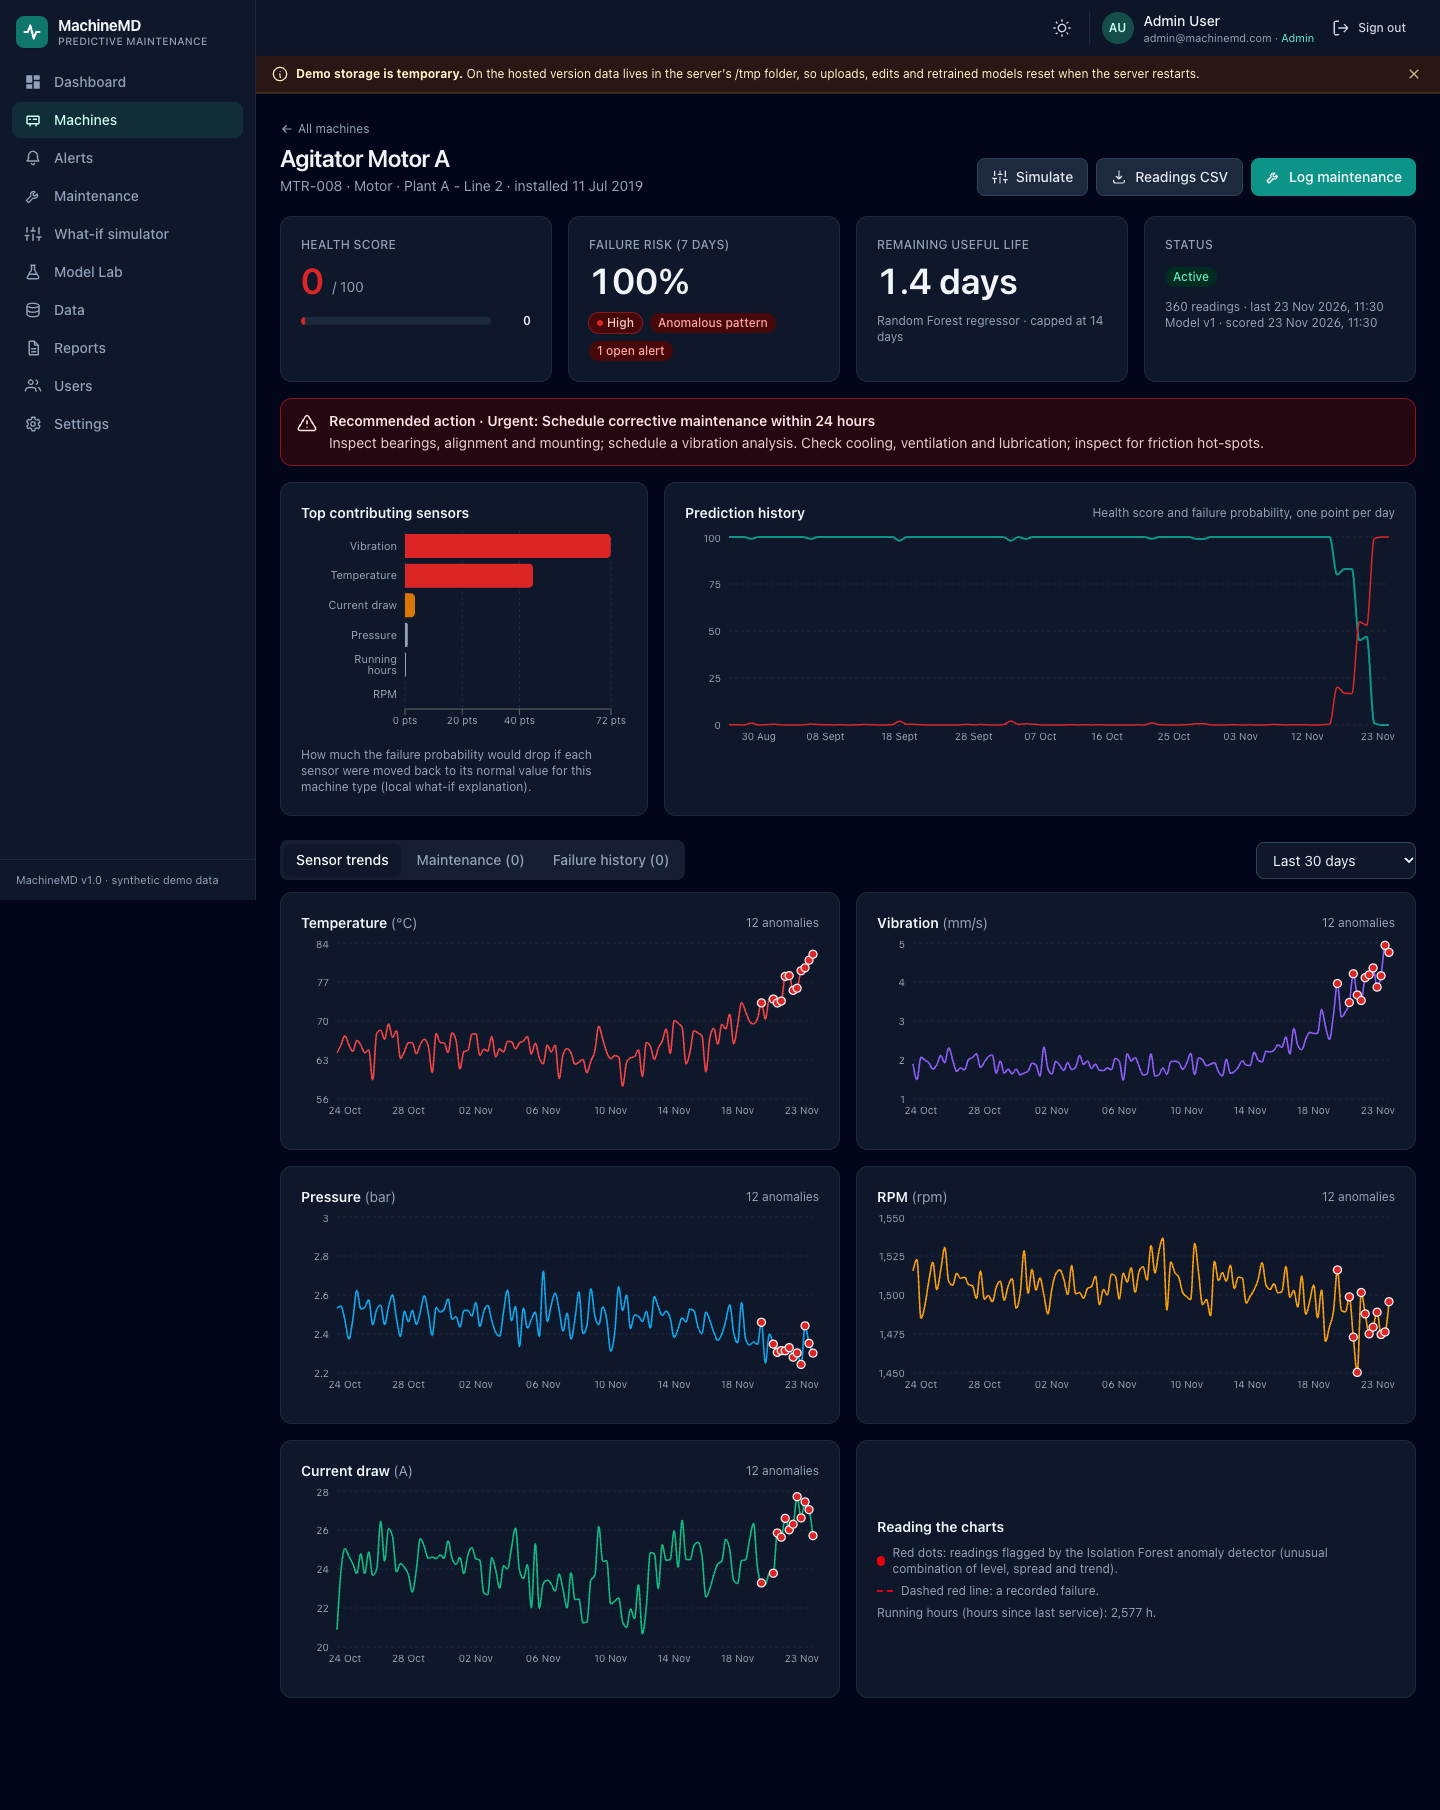 MachineMD
PREDICTIVE MAINTENANCE
Dashboard
Machines
Alerts
Maintenance
What-if simulator
Model Lab
Data
Reports
Users
Settings
MachineMD v1.0 · synthetic demo data
AU
Admin User
admin@machinemd.com · Admin
Sign out
Demo storage is temporary. On the hosted version data lives in the server's /tmp folder, so uploads, edits and retrained models reset when the server restarts.
← All machines
Agitator Motor A
MTR-008 · Motor · Plant A - Line 2 · installed 11 Jul 2019
Simulate
Readings CSV
Log maintenance
HEALTH SCORE
0 / 100
0
FAILURE RISK (7 DAYS)
100%
High
Anomalous pattern
1 open alert
REMAINING USEFUL LIFE
1.4 days
Random Forest regressor · capped at 14
days
STATUS
Active
360 readings · last 23 Nov 2026, 11:30
Model v1 · scored 23 Nov 2026, 11:30
Recommended action · Urgent: Schedule corrective maintenance within 24 hours
Inspect bearings, alignment and mounting; schedule a vibration analysis. Check cooling, ventilation and lubrication; inspect for friction hot-spots.
Top contributing sensors
Vibration
Temperature
Current draw
Pressure
Running
hours
RPM
0 pts 20 pts 40 pts 72 pts
How much the failure probability would drop if each
sensor were moved back to its normal value for this
machine type (local what-if explanation).
Prediction history
Health score and failure probability, one point per day
100
75
50
25
0
30 Aug 08 Sept 18 Sept 28 Sept 07 Oct 16 Oct 25 Oct 03 Nov 12 Nov 23 Nov
Sensor trends
Maintenance (0)
Failure history (0)
Last 30 days
Temperature (°C)
12 anomalies
84
77
70
63
56
24 Oct 28 Oct 02 Nov 06 Nov 10 Nov 14 Nov 18 Nov 23 Nov
Vibration (mm/s)
12 anomalies
5
4
3
2
1
24 Oct 28 Oct 02 Nov 06 Nov 10 Nov 14 Nov 18 Nov 23 Nov
Pressure (bar)
12 anomalies
3
2.8
2.6
2.4
2.2
24 Oct 28 Oct 02 Nov 06 Nov 10 Nov 14 Nov 18 Nov 23 Nov
RPM (rpm)
12 anomalies
1,550
1,525
1,500
1,475
1,450
24 Oct 28 Oct 02 Nov 06 Nov 10 Nov 14 Nov 18 Nov 23 Nov
Current draw (A)
12 anomalies
28
26
24
22
20
24 Oct 28 Oct 02 Nov 06 Nov 10 Nov 14 Nov 18 Nov 23 Nov
Reading the charts
Red dots: readings flagged by the Isolation Forest anomaly detector (unusual
combination of level, spread and trend).
Dashed red line: a recorded failure.
Running hours (hours since last service): 2,577 h.